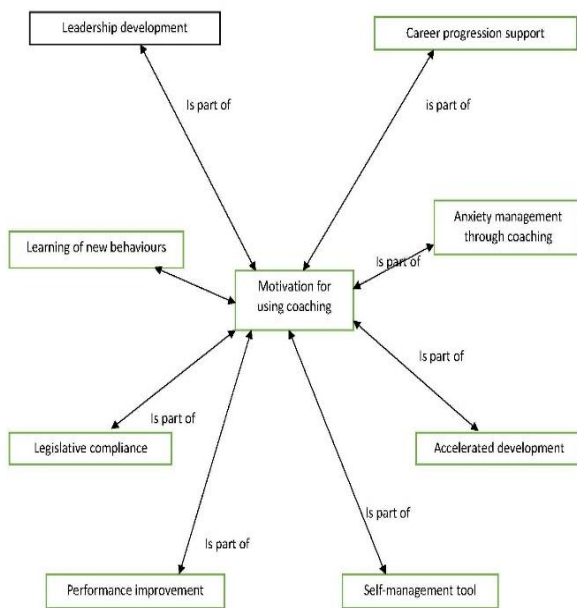 Leadership development
Career progression support
Is part of
is part of
Anxiety management
through coaching
Learning of new behaviours
Is part of
Motivation for
using coaching
Is part of
Is part of
Legislative compliance
Accelerated development
Is part of
Is part of
Performance improvement
Self-management tool